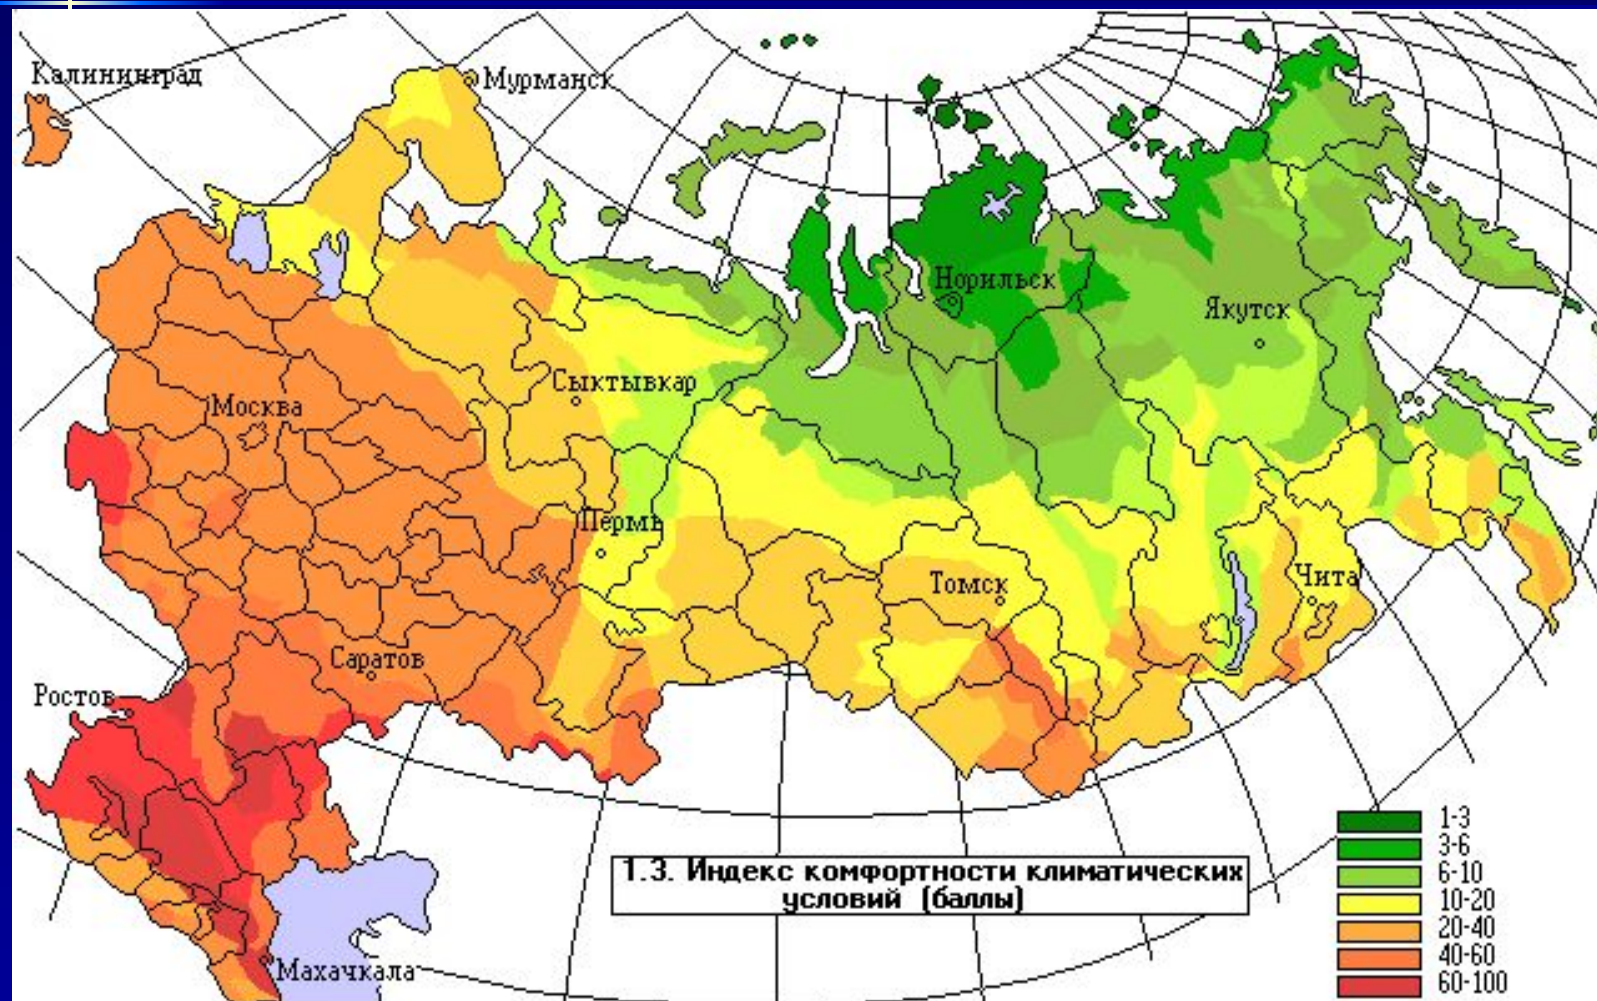 Калининград
Мурманск
Норильск
Якутск
Сыктывкар
Москва
Пермь
Томск
Чита
Саратов
Ростов
Махачкала
1.3. Индекс комфортности климатических
условий (баллы)
1-3
3-6
6-10
10-20
20-40
40-60
60-100